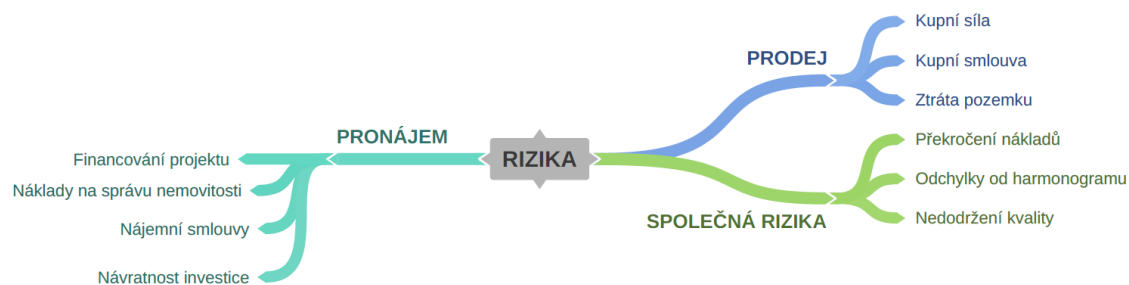 RIZIKA
PRONÁJEM
Financování projektu
Náklady na správu nemovitosti
Nájemní smlouvy
Návratnost investice
PRODEJ
Kupní síla
Kupní smlouva
Ztráta pozemku
SPOLEČNÁ RIZIKA
Překročení nákladů
Odchylky od harmonogramu
Nedodržení kvality